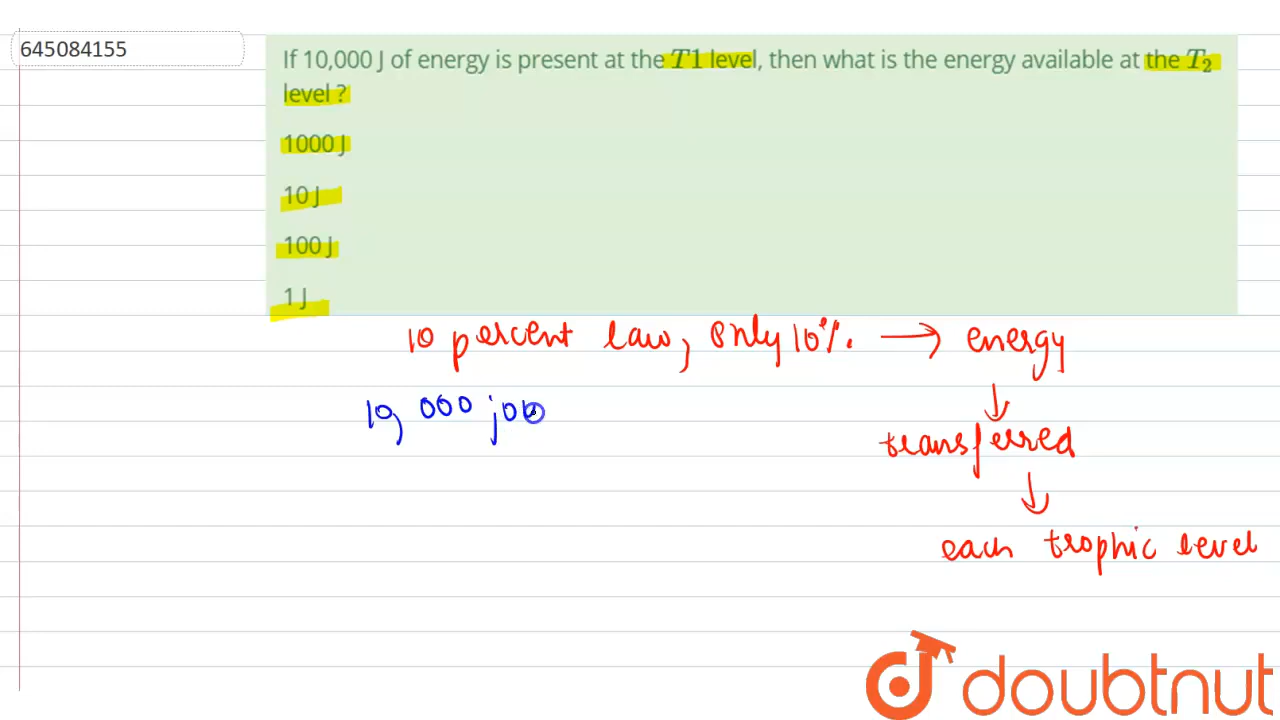 645084155
If 10,000 J of energy is present at the T1 level, then what is the energy available at the T₂
level ?
1000 J
10 J
100 J
1 J
10 percent law, only 10% → energy
↓
10,000 jou
transferred
↓
each trophic level
doubtnut